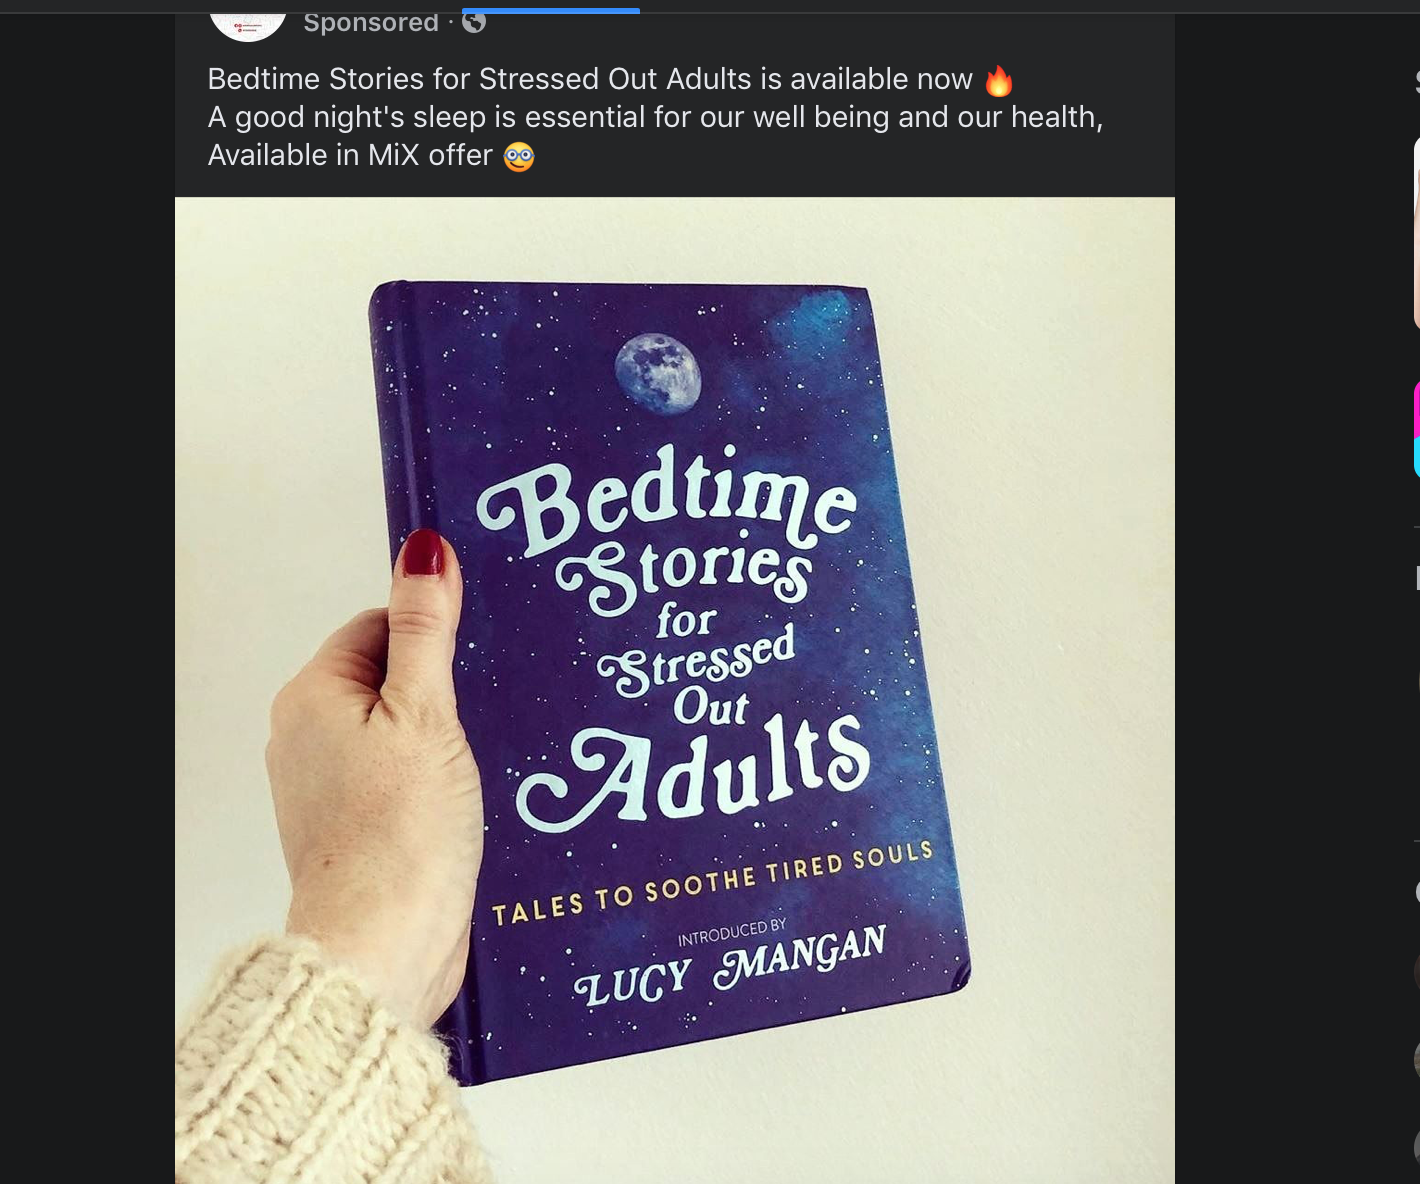 Sponsored ·
Bedtime Stories for Stressed Out Adults is available now 🔥
A good night's sleep is essential for our well being and our health,
Available in MiX offer 🤓
Bedtime
Stories
for
Stressed
Out
Adults
TALES TO SOOTHE TIRED SOULS
INTRODUCED BY
LUCY MANGAN